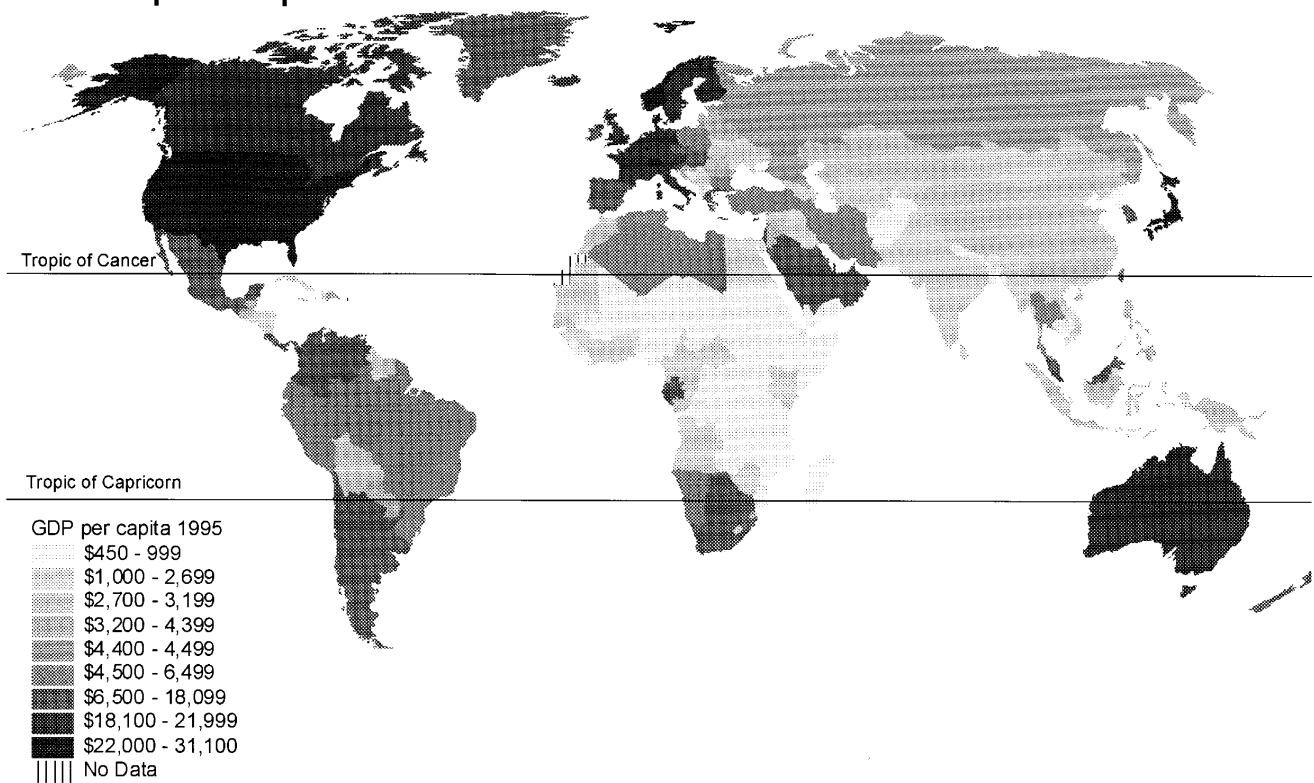 Tropic of Cancer
Tropic of Capricorn
GDP per capita 1995
$450 - 999
$1,000 - 2,699
$2,700 - 3,199
$3,200 - 4,399
$4,400 - 4,499
$4,500 - 6,499
$6,500 - 18,099
$18,100 - 21,999
$22,000 - 31,100
No Data